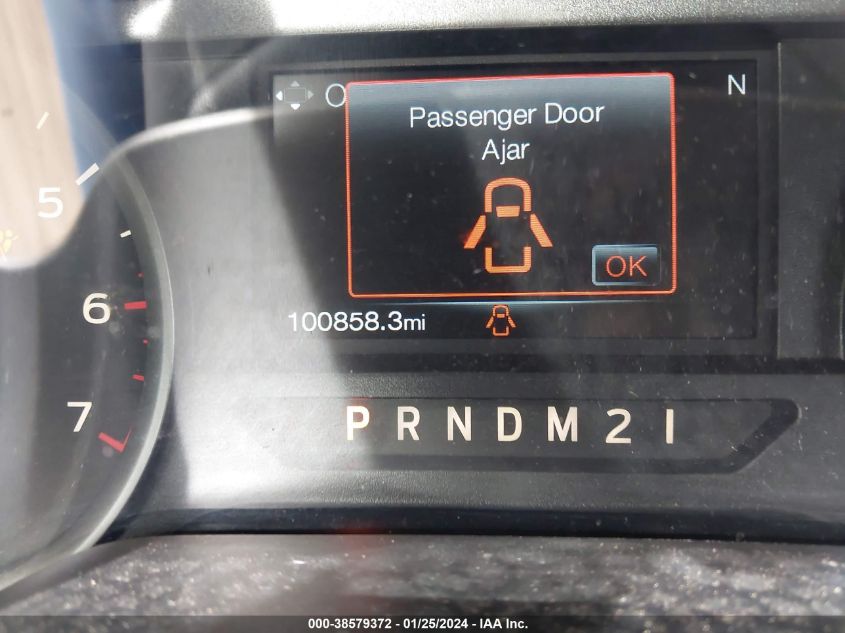 O
N
Passenger Door
Ajar
OK
100858.3mi
5
6
7
P R N D M 2 1
000-38579372 - 01/25/2024 - IAA Inc.